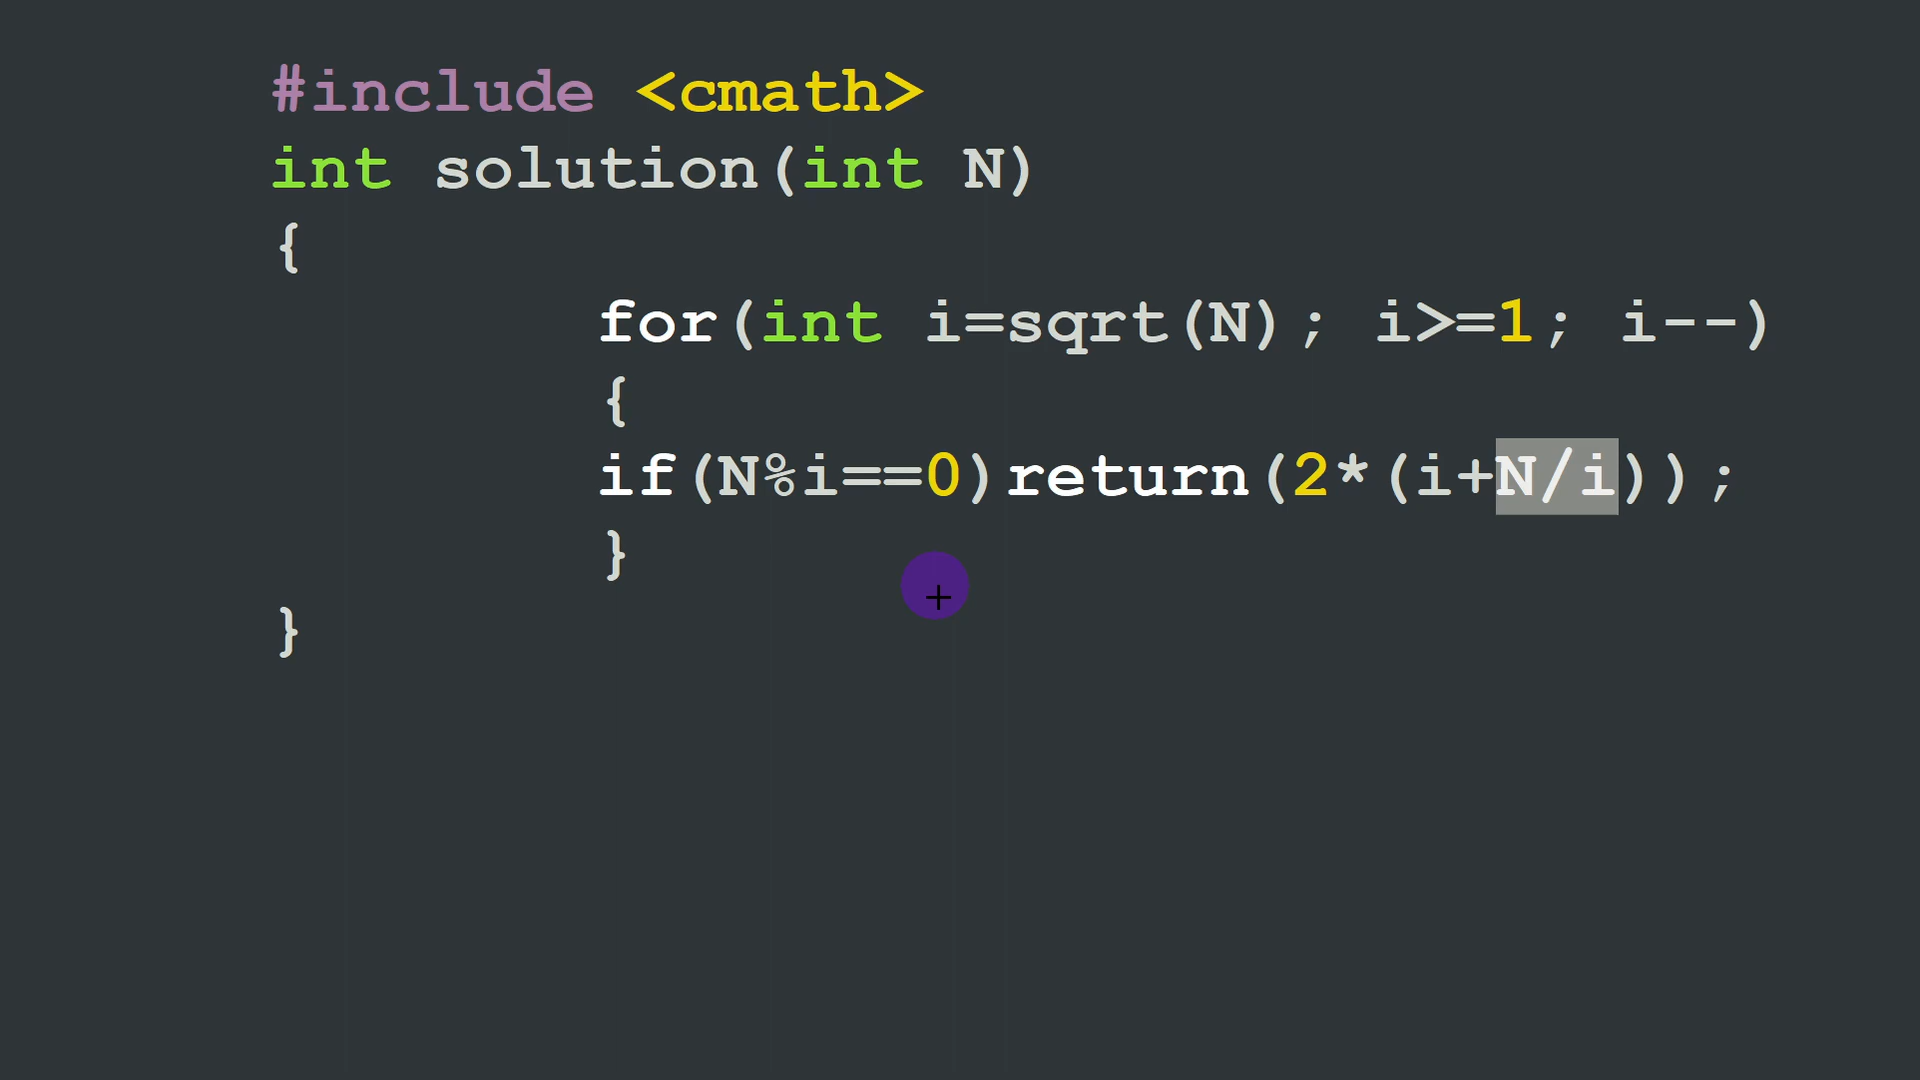 #include <cmath>
int solution(int N)
{
for(int i=sqrt(N); i>=1; i--)
{
if(N%i==0)return(2*(i+N/i));
}
}